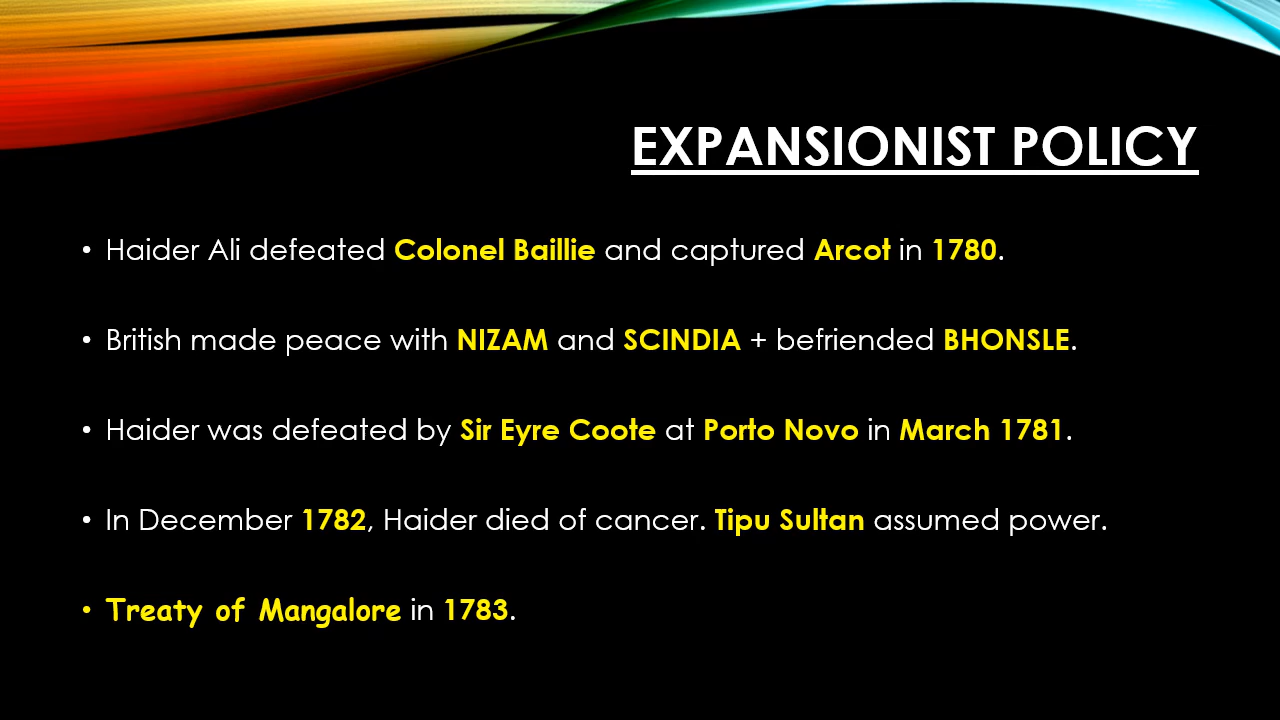 EXPANSIONIST POLICY
• Haider Ali defeated Colonel Baillie and captured Arcot in 1780.
• British made peace with NIZAM and SCINDIA + befriended BHONSLE.
• Haider was defeated by Sir Eyre Coote at Porto Novo in March 1781.
• In December 1782, Haider died of cancer. Tipu Sultan assumed power.
• Treaty of Mangalore in 1783.